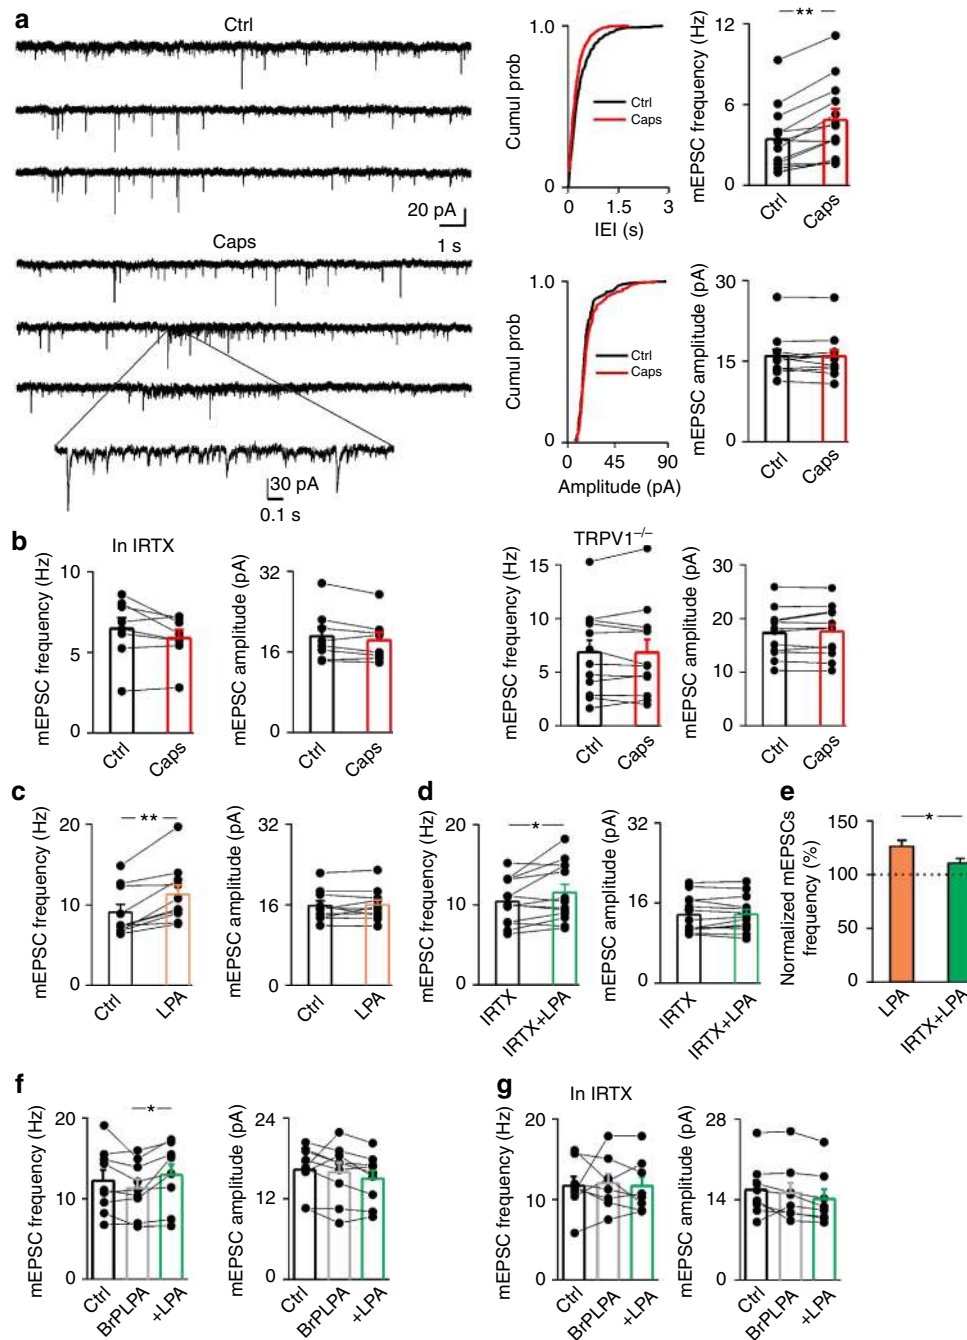 a
Ctrl
20 pA
1 s
Caps
30 pA
0.1 s
Cumul prob
1.0
0
Ctrl
Caps
0 1.5 3
IEI (s)
mEPSC frequency (Hz)
12
6
0
**
Ctrl Caps
Cumul prob
1.0
0
Ctrl
Caps
0 45 90
Amplitude (pA)
mEPSC amplitude (pA)
30
15
0
Ctrl Caps
b
In IRTX
mEPSC frequency (Hz)
10
5
0
Ctrl Caps
mEPSC amplitude (pA)
32
16
0
Ctrl Caps
TRPV1–/–
mEPSC frequency (Hz)
15
10
5
0
Ctrl Caps
mEPSC amplitude (pA)
30
20
10
0
Ctrl Caps
c
mEPSC frequency (Hz)
20
10
0
**
Ctrl LPA
mEPSC amplitude (pA)
32
16
0
Ctrl LPA
d
mEPSC frequency (Hz)
20
10
0
*
IRTX IRTX+LPA
mEPSC amplitude (pA)
32
16
0
IRTX IRTX+LPA
e
Normalized mEPSCs
frequency (%)
150
100
50
0
*
LPA IRTX+LPA
f
mEPSC frequency (Hz)
20
10
0
*
Ctrl BrPLPA +LPA
mEPSC amplitude (pA)
24
12
0
Ctrl BrPLPA +LPA
g
In IRTX
mEPSC frequency (Hz)
20
10
0
Ctrl BrPLPA +LPA
mEPSC amplitude (pA)
28
14
0
Ctrl BrPLPA +LPA